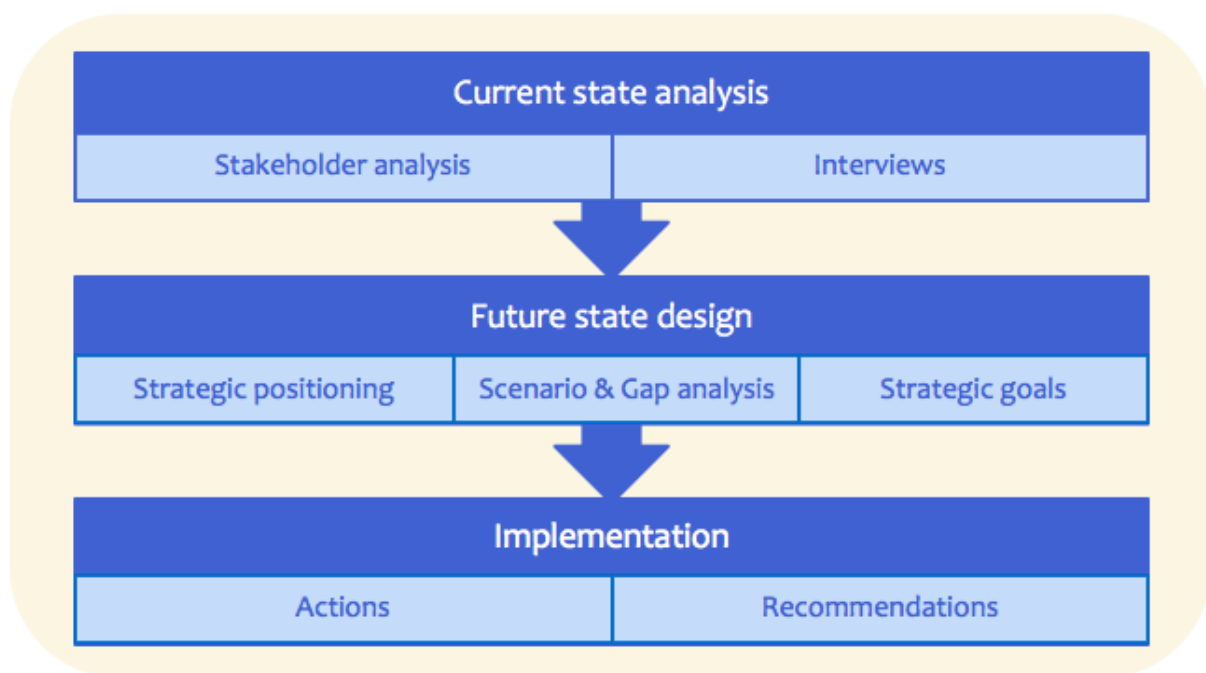 Current state analysis
Stakeholder analysis
Interviews
Future state design
Strategic positioning
Scenario & Gap analysis
Strategic goals
Implementation
Actions
Recommendations